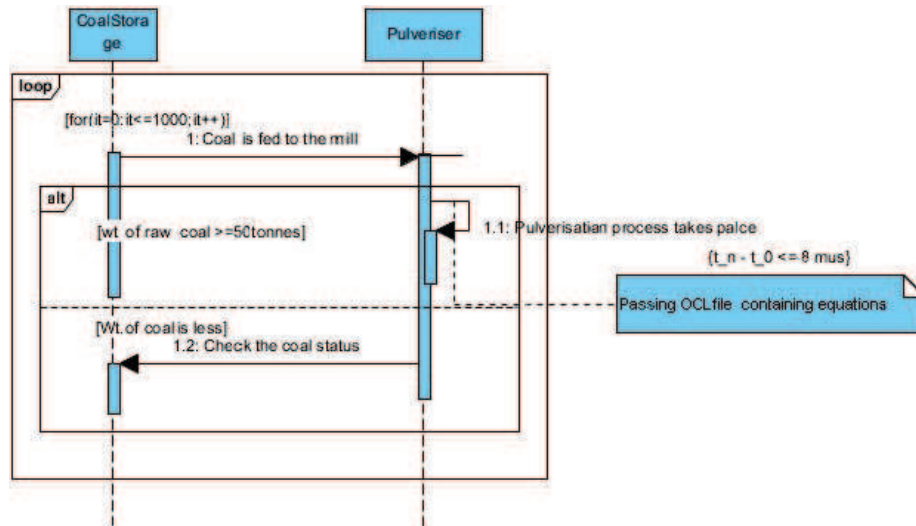 CoalStora
ge
Pulveriser
loop
[for(it=0:it<=1000;it++)]
1: Coal is fed to the mill
alt
[wt of raw coal >=50tonnes]
1.1: Pulverisatian process takes palce
{t_n - t_0 <= 8 mus}
Passing OCLfile containing equations
[Wt.of coal is less]
1.2: Check the coal status